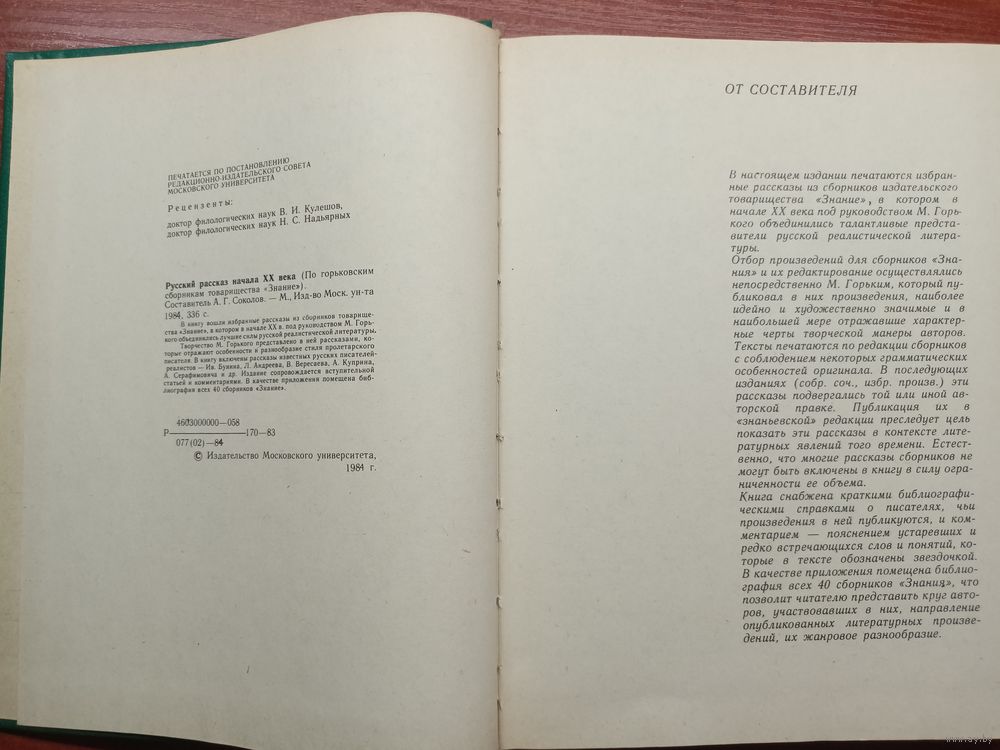 ПЕЧАТАЕТСЯ ПО ПОСТАНОВЛЕНИЮ
РЕДАКЦИОННО-ИЗДАТЕЛЬСКОГО СОВЕТА
МОСКОВСКОГО УНИВЕРСИТЕТА
Рецензенты:
доктор филологических наук В. И. Кулешов,
доктор филологических наук Н. С. Надъярных
Русский рассказ начала XX века (По горьковским
сборникам товарищества «Знание»).
Составитель А. Г. Соколов. — М., Изд-во Моск. ун-та
1984, 336 с.
В книгу вошли избранные рассказы из сборников товарище-
ства «Знание», в котором в начале XX в. под руководством М. Горь-
кого объединились лучшие силы русской реалистической литературы,
Творчество М. Горького представлено в ней рассказами, ко-
торые отражают особенности и разнообразие стиля пролетарского
писателя. В книгу включены рассказы известных русских писателей-
реалистов — Ив. Бунина, Л. Андреева, В. Вересаева, А. Куприна,
А. Серафимовича и др. Издание сопровождается вступительной
статьей и комментариями. В качестве приложения помещена биб-
лиография всех 40 сборников «Знание».
4603000000—058
Р———170—83
077(02)—84
© Издательство Московского университета,
1984 г.
ОТ СОСТАВИТЕЛЯ
В настоящем издании печатаются избран-
ные рассказы из сборников издательского
товарищества «Знание», в котором в
начале XX века под руководством М. Горь-
кого объединились талантливые предста-
вители русской реалистической литера-
туры.
Отбор произведений для сборников «Зна-
ния» и их редактирование осуществлялись
непосредственно М. Горьким, который пу-
бликовал в них произведения, наиболее
идейно и художественно значимые и в
наибольшей мере отражавшие характер-
ные черты творческой манеры авторов.
Тексты печатаются по редакции сборников
с соблюдением некоторых грамматических
особенностей оригинала. В последующих
изданиях (собр. соч., избр. произв.) эти
рассказы подвергались той или иной ав-
торской правке. Публикация их в
«знаньевской» редакции преследует цель
показать эти рассказы в контексте лите-
ратурных явлений того времени. Естест-
венно, что многие рассказы сборников не
могут быть включены в книгу в силу огра-
ниченности ее объема.
Книга снабжена краткими библиографи-
ческими справками о писателях, чьи
произведения в ней публикуются, и ком-
ментарием — пояснением устаревших и
редко встречающихся слов и понятий, ко-
торые в тексте обозначены звездочкой.
В качестве приложения помещена библио-
графия всех 40 сборников «Знания», что
позволит читателю представить круг авто-
ров, участвовавших в них, направление
опубликованных литературных произве-
дений, их жанровое разнообразие.